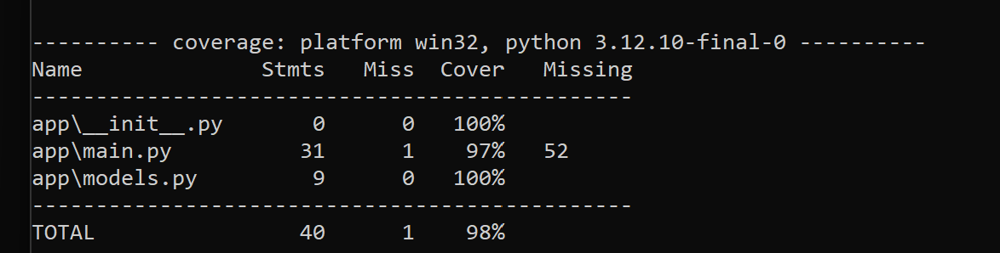 ---------- coverage: platform win32, python 3.12.10-final-0 ----------
Name                Stmts   Miss  Cover   Missing
-----------------------------------------------
app\__init__.py       0      0   100%
app\main.py          31      1    97%   52
app\models.py         9      0   100%
-----------------------------------------------
TOTAL                40      1    98%